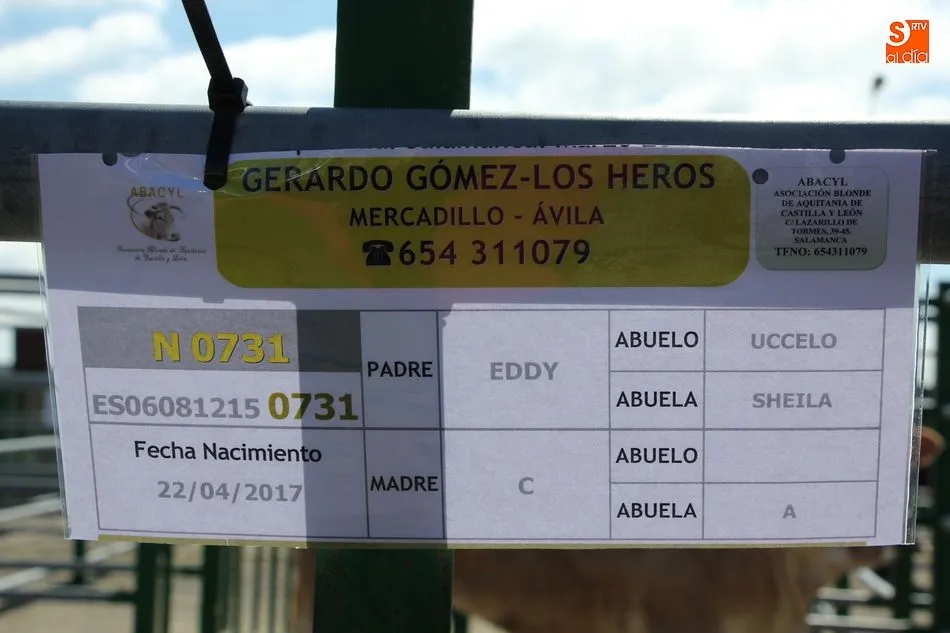 SRTV
al día
GERARDO GÓMEZ-LOS HEROS
MERCADILLO - ÁVILA
☎654 311079
ABACYL
ABACYL
ASOCIACIÓN BLONDE
DE AQUITANIA DE
CASTILLA Y LEÓN
C/ LAZARILLO DE
TORMES, 39-45.
SALAMANCA
TFNO: 654311079
N 0731
ES06081215 0731
Fecha Nacimiento
22/04/2017
PADRE
EDDY
ABUELO
UCCELO
ABUELA
SHEILA
MADRE
C
ABUELO
ABUELA
A